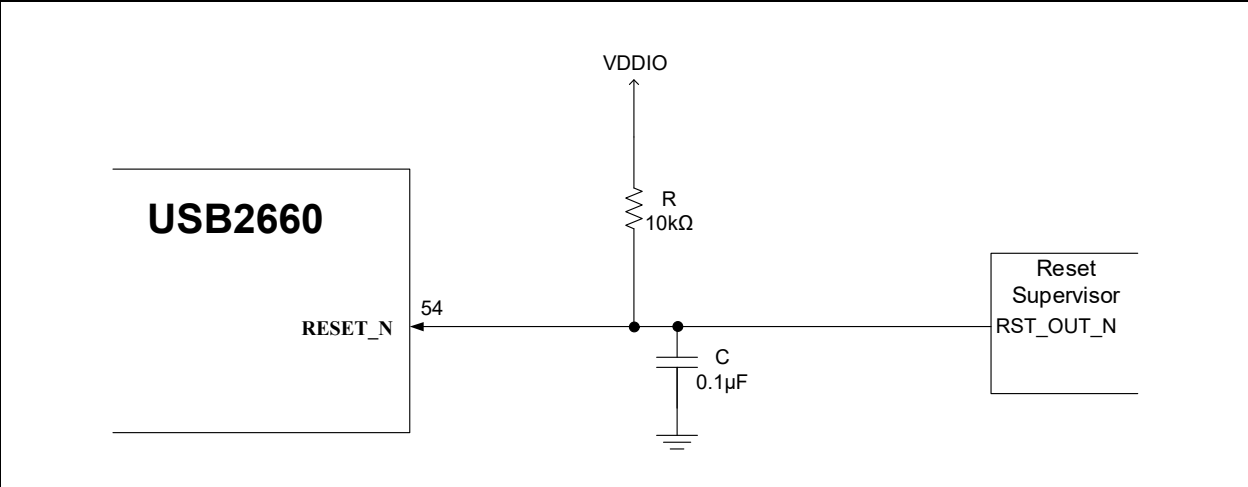 VDDIO
R
10kΩ
USB2660
54
RESET_N
Reset
Supervisor
RST_OUT_N
C
0.1µF